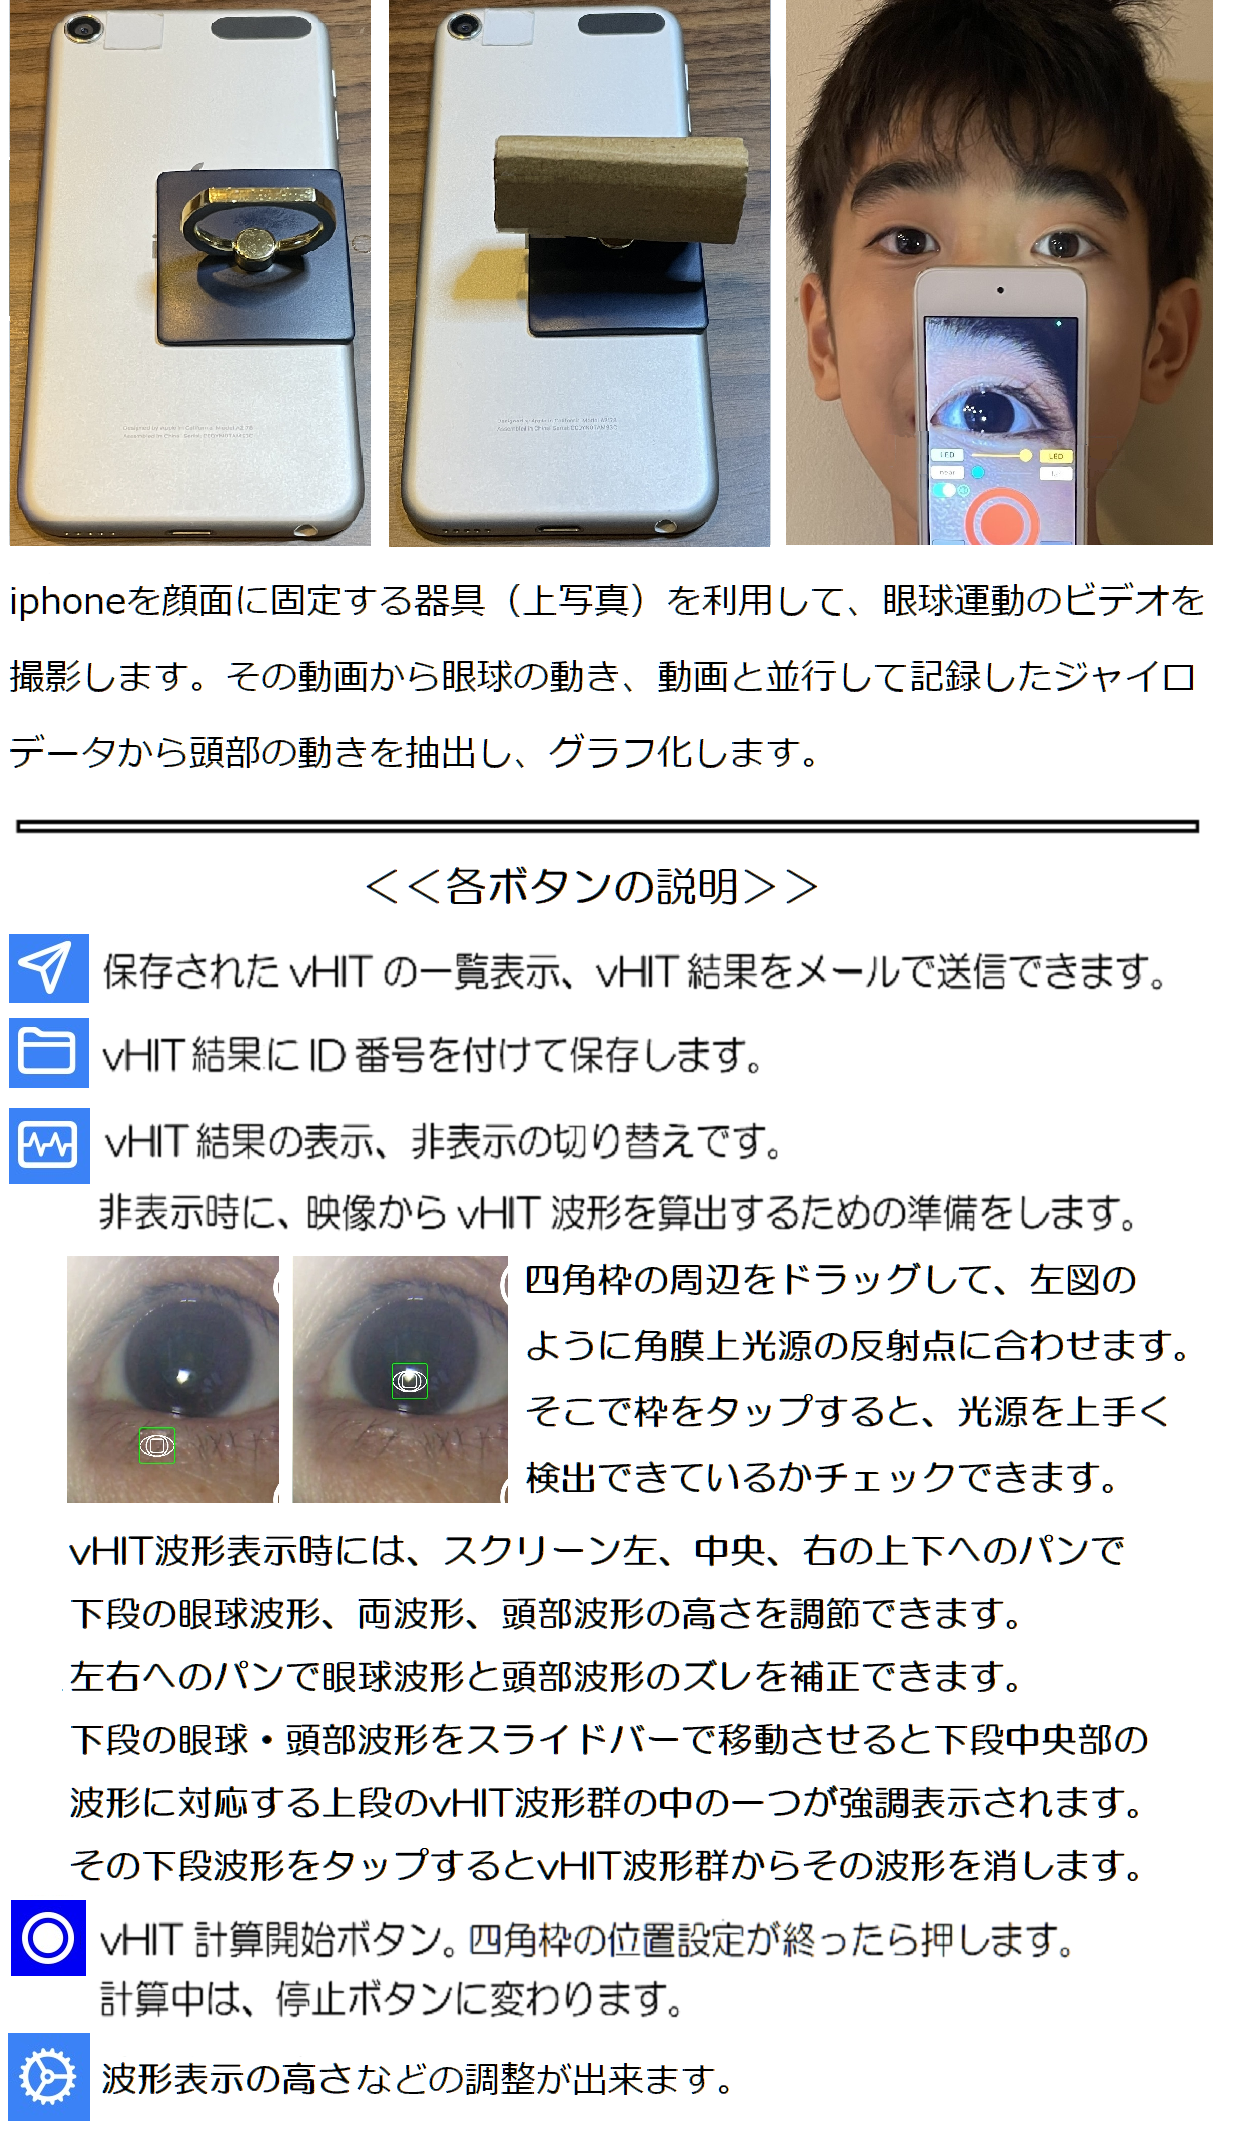 LED
LED
near
iphoneを顔面に固定する器具（上写真）を利用して、眼球運動のビデオを
撮影します。その動画から眼球の動き、動画と並行して記録したジャイロ
データから頭部の動きを抽出し、グラフ化します。
＜＜各ボタンの説明＞＞
保存された vHIT の一覧表示、vHIT 結果をメールで送信できます。
vHIT 結果に ID 番号を付けて保存します。
vHIT 結果の表示、非表示の切り替えです。
非表示時に、映像から vHIT 波形を算出するための準備をします。
四角枠の周辺をドラッグして、左図の
ように角膜上光源の反射点に合わせます。
そこで枠をタップすると、光源を上手く
検出できているかチェックできます。
vHIT波形表示時には、スクリーン左、中央、右の上下へのパンで
下段の眼球波形、両波形、頭部波形の高さを調節できます。
左右へのパンで眼球波形と頭部波形のズレを補正できます。
下段の眼球・頭部波形をスライドバーで移動させると下段中央部の
波形に対応する上段のvHIT波形群の中の一つが強調表示されます。
その下段波形をタップするとvHIT波形群からその波形を消します。
vHIT 計算開始ボタン。四角枠の位置設定が終ったら押します。
計算中は、停止ボタンに変わります。
波形表示の高さなどの調整が出来ます。